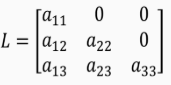 L = [a₁₁ 0 0
a₁₂ a₂₂ 0
a₁₃ a₂₃ a₃₃]